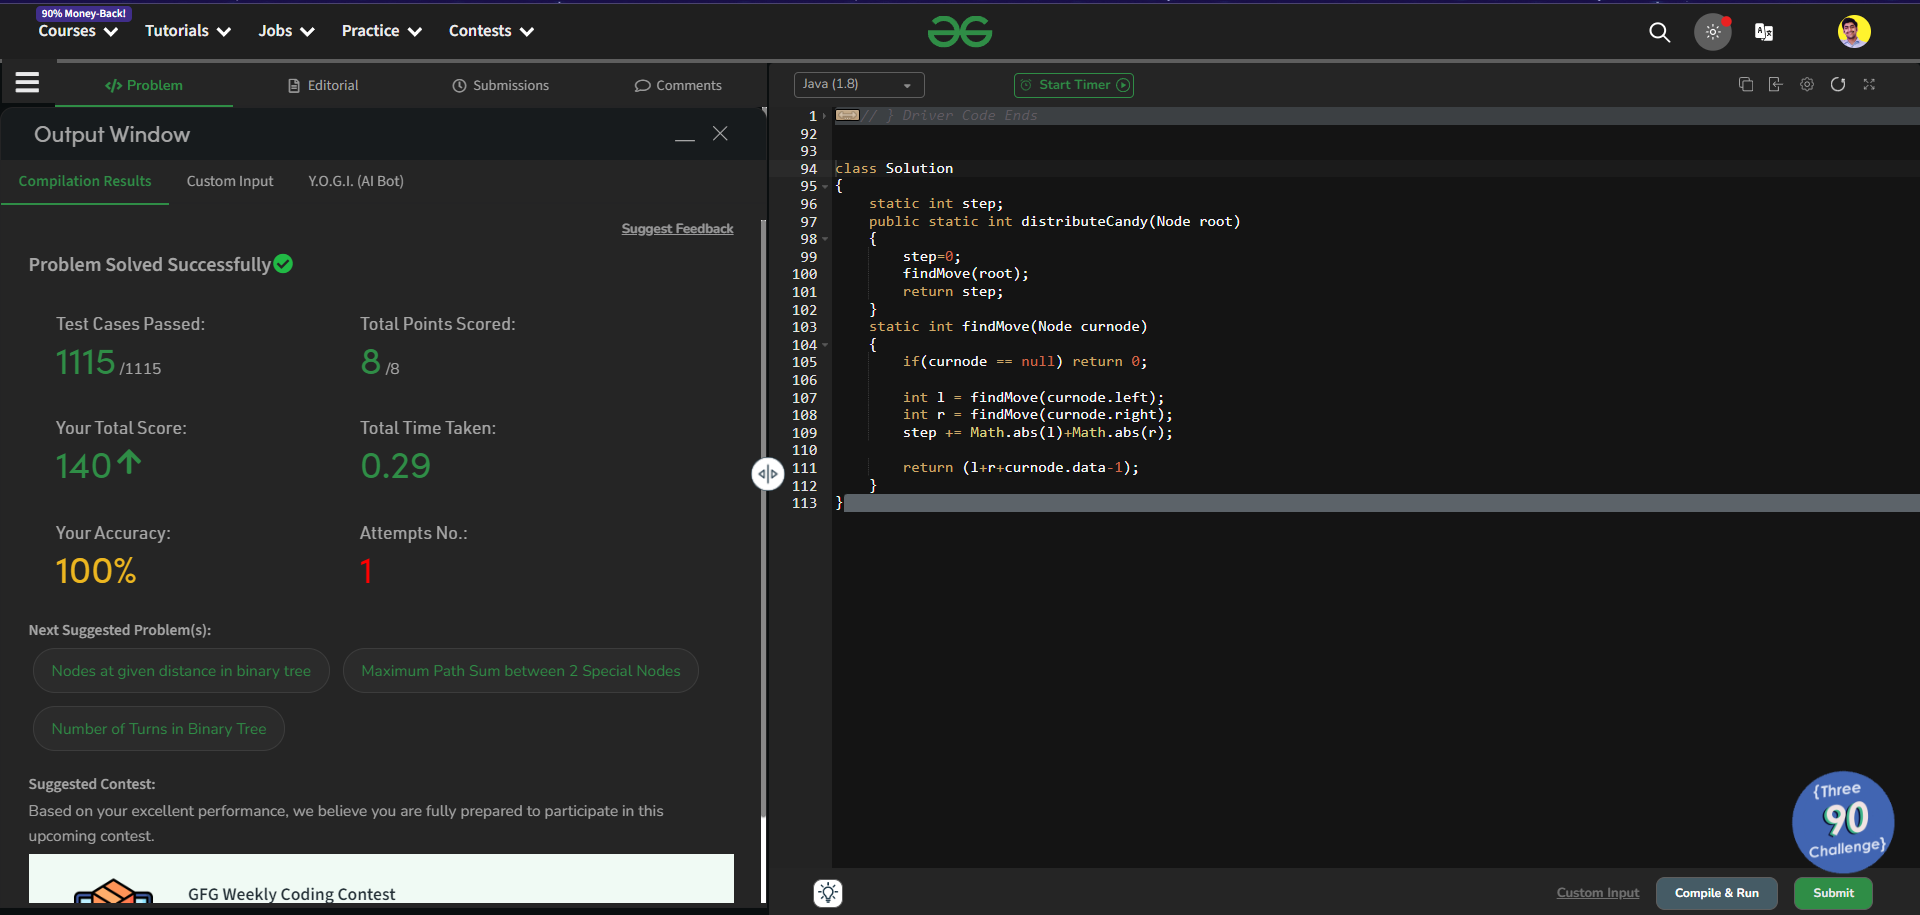 90% Money-Back!
Courses
Tutorials
Jobs
Practice
Contests
</> Problem
Editorial
Submissions
Comments
Java (1.8)
Start Timer
Output Window
Compilation Results
Custom Input
Y.O.G.I. (AI Bot)
Suggest Feedback
Problem Solved Successfully
Test Cases Passed:
1115 /1115
Total Points Scored:
8 /8
Your Total Score:
140
Total Time Taken:
0.29
Your Accuracy:
100%
Attempts No.:
1
Next Suggested Problem(s):
Nodes at given distance in binary tree
Maximum Path Sum between 2 Special Nodes
Number of Turns in Binary Tree
Suggested Contest:
Based on your excellent performance, we believe you are fully prepared to participate in this
upcoming contest.
GFG Weekly Coding Contest
1 // } Driver Code Ends
92
93
94 class Solution
95 {
96     static int step;
97     public static int distributeCandy(Node root)
98     {
99         step=0;
100         findMove(root);
101         return step;
102     }
103     static int findMove(Node curnode)
104     {
105         if(curnode == null) return 0;
106
107         int l = findMove(curnode.left);
108         int r = findMove(curnode.right);
109         step += Math.abs(l)+Math.abs(r);
110
111         return (l+r+curnode.data-1);
112     }
113 }
{Three
90
Challenge}
Custom Input
Compile & Run
Submit